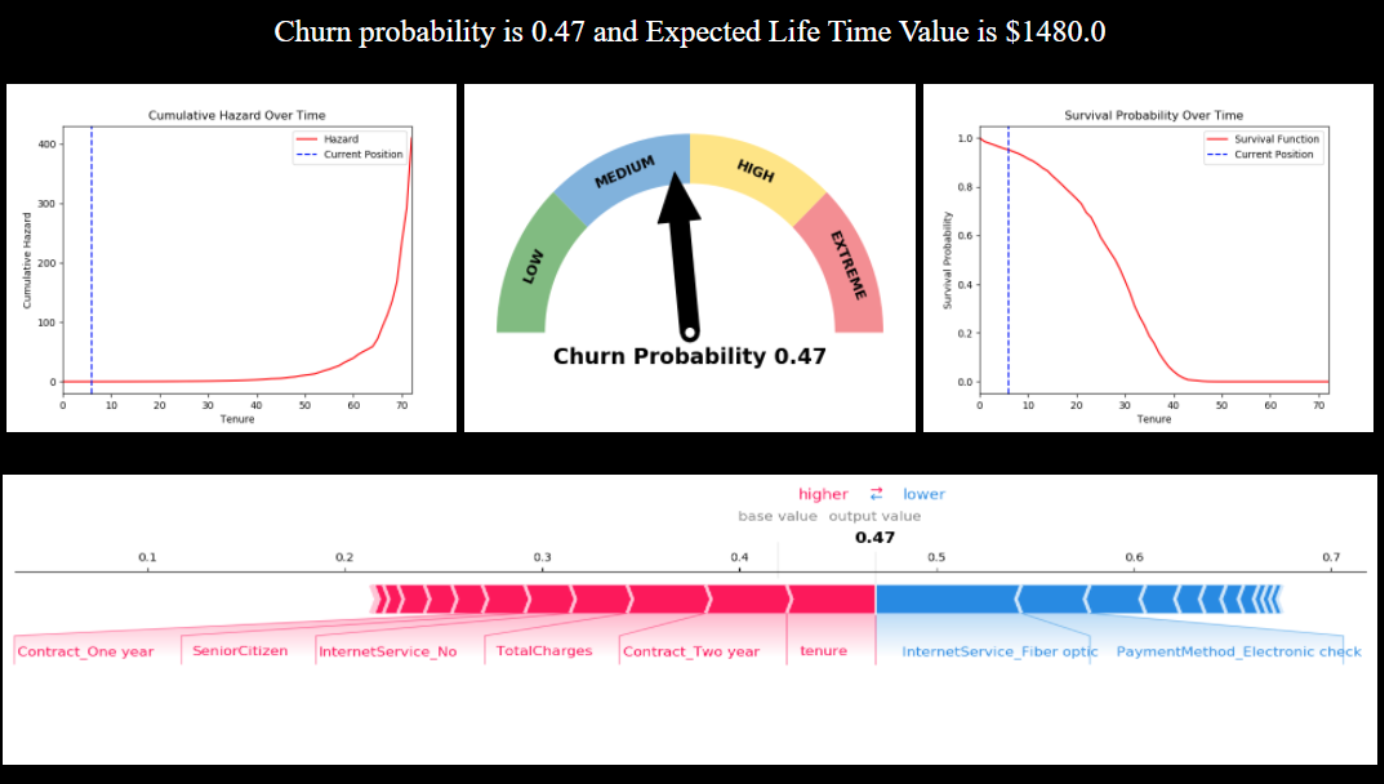 Churn probability is 0.47 and Expected Life Time Value is $1480.0
Cumulative Hazard Over Time
Hazard
Current Position
400
300
200
100
0
Cumulative Hazard
0 10 20 30 40 50 60 70
Tenure
LOW
MEDIUM
HIGH
EXTREME
Churn Probability 0.47
Survival Probability Over Time
Survival Function
Current Position
1.0
0.8
0.6
0.4
0.2
0.0
Survival Probability
0 10 20 30 40 50 60 70
Tenure
higher ⇄ lower
base value output value
0.47
0.1 0.2 0.3 0.4 0.5 0.6 0.7
Contract_One year SeniorCitizen InternetService_No TotalCharges Contract_Two year tenure InternetService_Fiber optic PaymentMethod_Electronic check